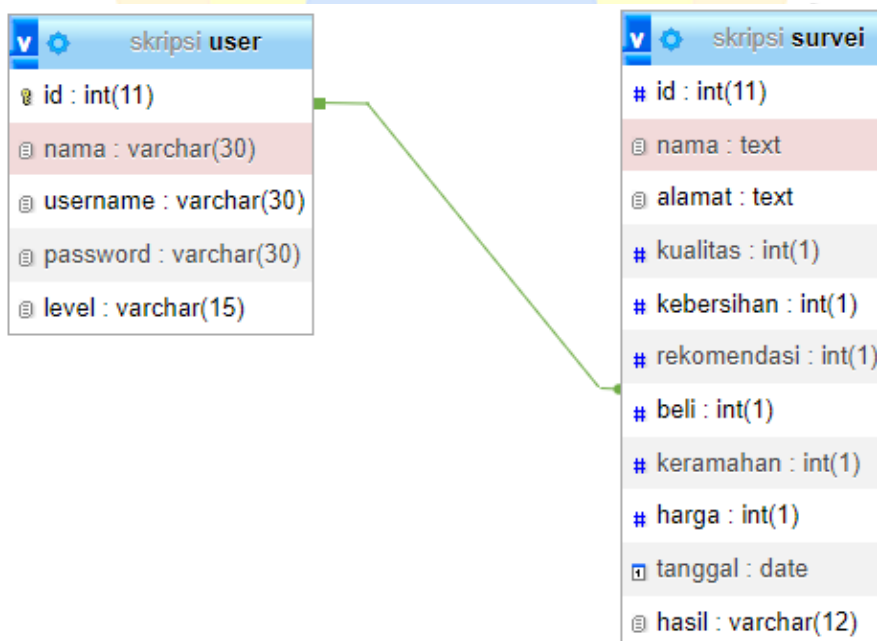 skripsi user
id : int(11)
nama : varchar(30)
username : varchar(30)
password : varchar(30)
level : varchar(15)
skripsi survei
id : int(11)
nama : text
alamat : text
kualitas : int(1)
kebersihan : int(1)
rekomendasi : int(1)
beli : int(1)
keramahan : int(1)
harga : int(1)
tanggal : date
hasil : varchar(12)